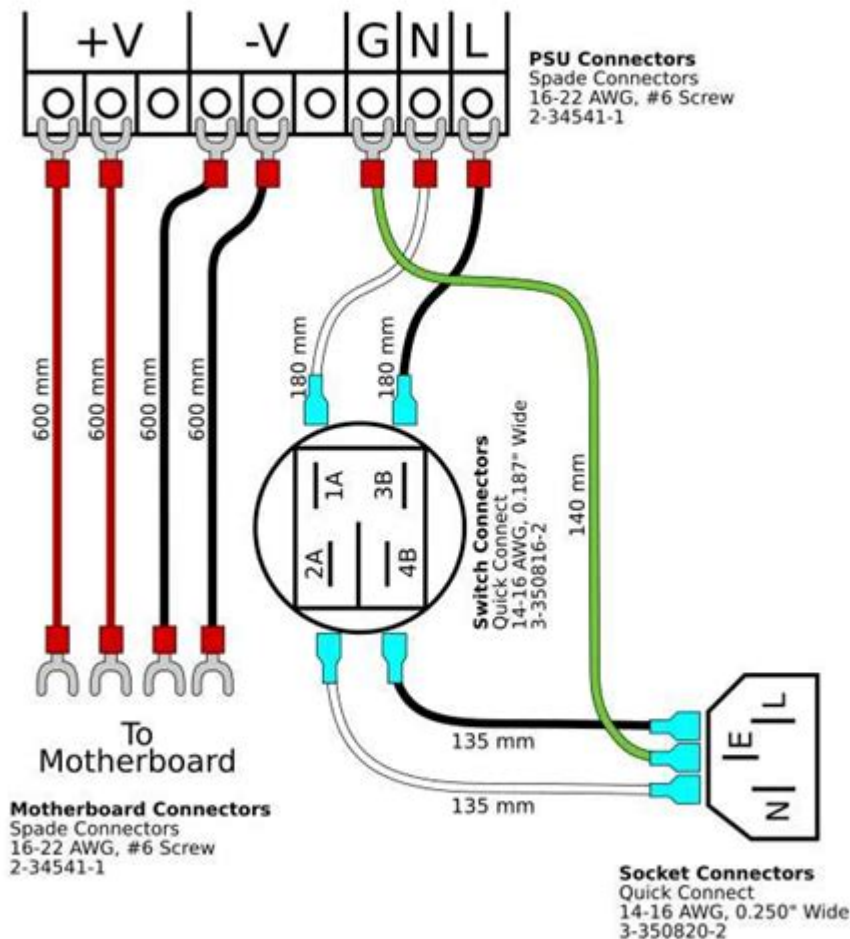 +V -V G N L
PSU Connectors
Spade Connectors
16-22 AWG, #6 Screw
2-34541-1
600 mm
600 mm
600 mm
600 mm
180 mm
180 mm
1A
3B
2A
4B
Switch Connectors
Quick Connect
14-16 AWG, 0.187" Wide
3-350816-2
140 mm
135 mm
135 mm
L
E
N
To
Motherboard
Motherboard Connectors
Spade Connectors
16-22 AWG, #6 Screw
2-34541-1
Socket Connectors
Quick Connect
14-16 AWG, 0.250" Wide
3-350820-2